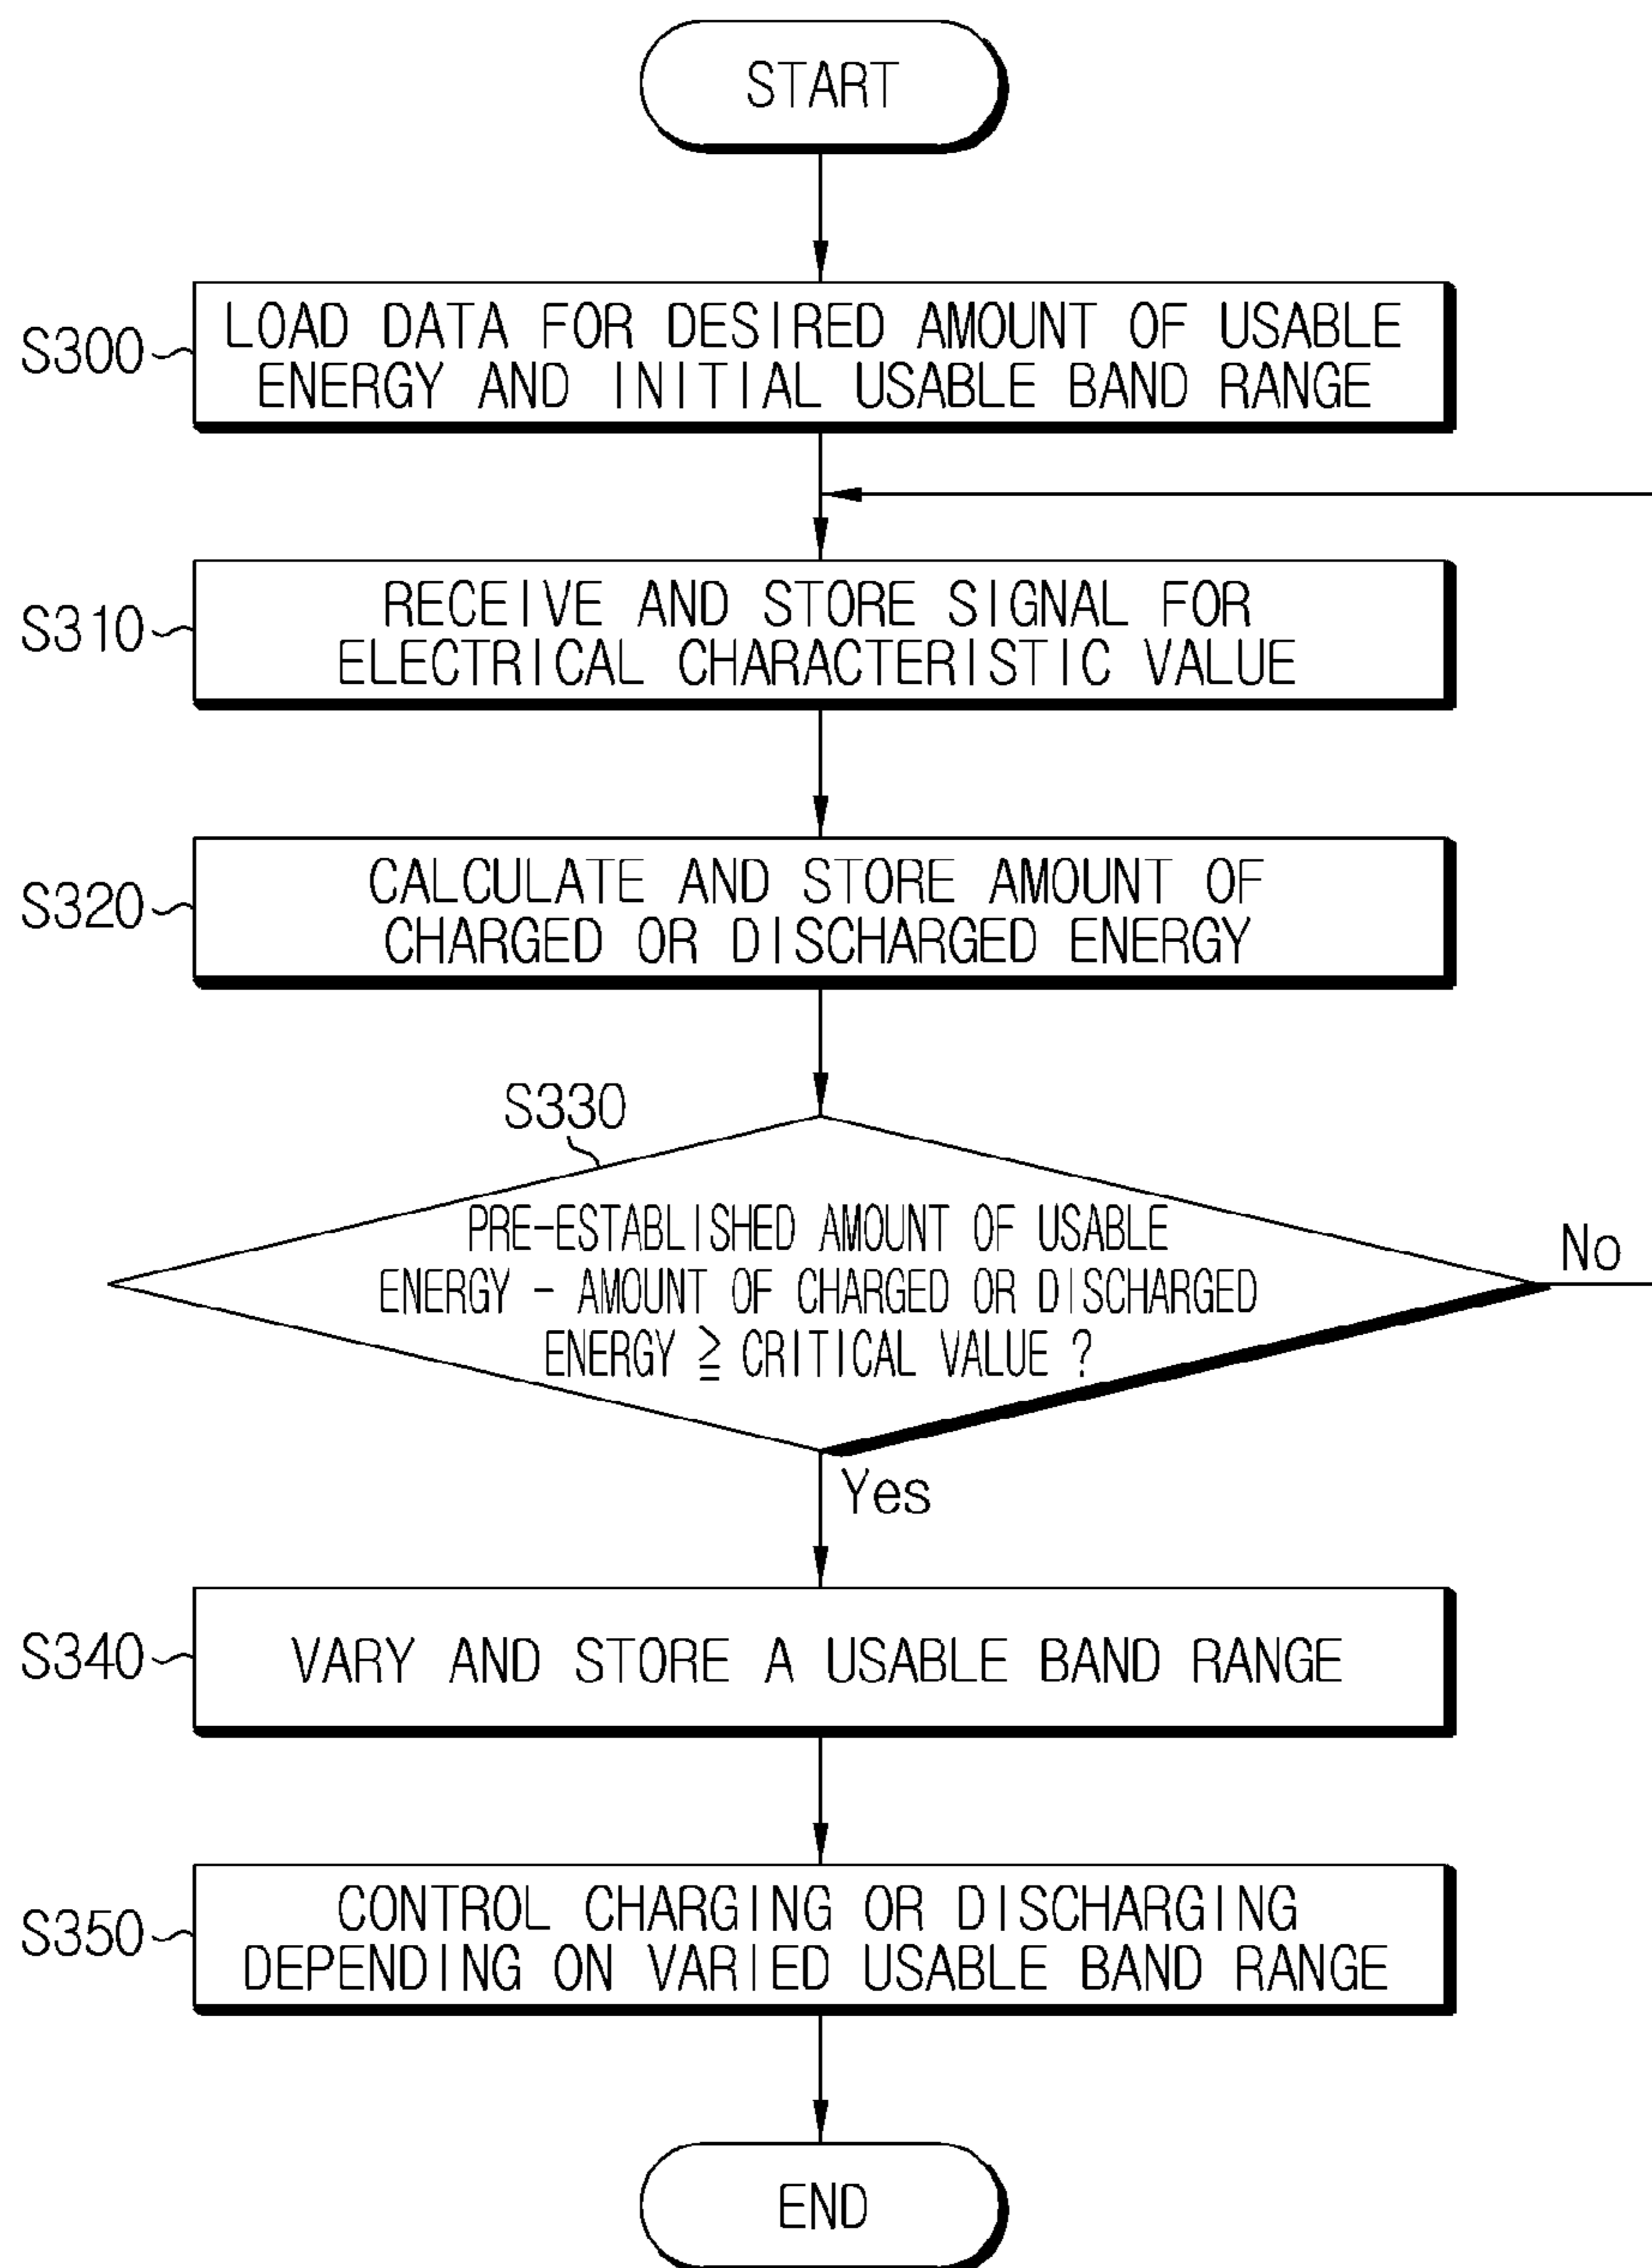 START
S300
LOAD DATA FOR DESIRED AMOUNT OF USABLE
ENERGY AND INITIAL USABLE BAND RANGE
S310
RECEIVE AND STORE SIGNAL FOR
ELECTRICAL CHARACTERISTIC VALUE
S320
CALCULATE AND STORE AMOUNT OF
CHARGED OR DISCHARGED ENERGY
S330
PRE-ESTABLISHED AMOUNT OF USABLE
ENERGY - AMOUNT OF CHARGED OR DISCHARGED
ENERGY ≧ CRITICAL VALUE ?
No
Yes
S340
VARY AND STORE A USABLE BAND RANGE
S350
CONTROL CHARGING OR DISCHARGING
DEPENDING ON VARIED USABLE BAND RANGE
END